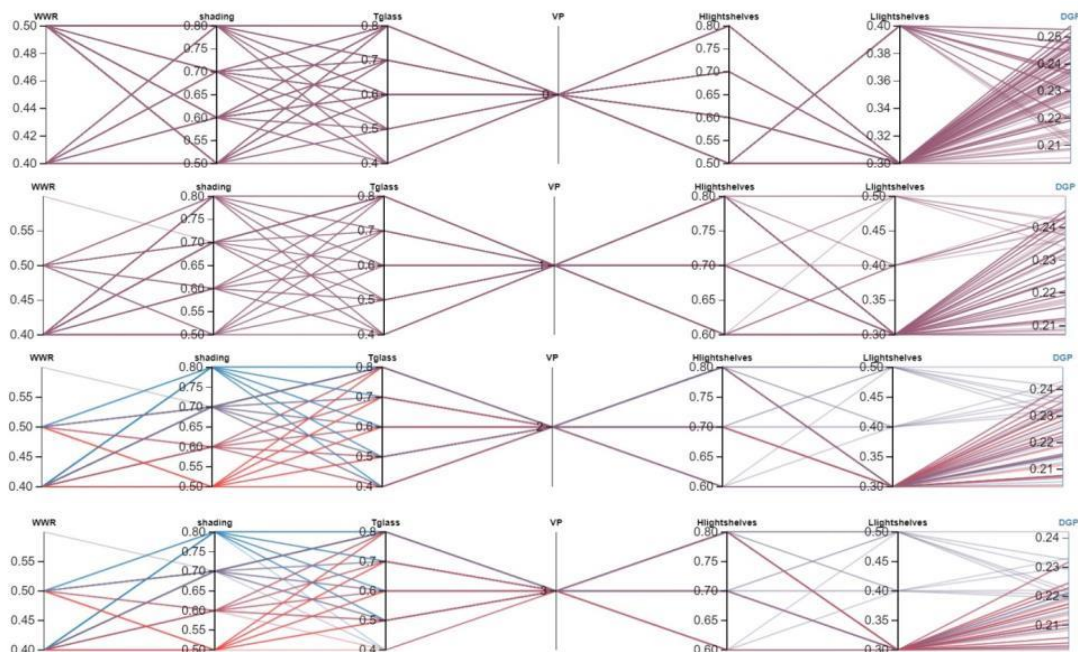 WWR shading Tglass VP Hlightshelves Llightshelves DGP
0.50 0.80 0.8 0.80 0.40
0.48 0.75 0.75 0.38 0.25
0.46 0.70 0.7 0.70 0.36 0.24
0.65 0.6 0 0.65 0.34 0.23
0.44 0.60 0.60 0.22
0.42 0.55 0.5 0.55 0.32 0.21
0.40 0.50 0.4 0.50 0.30
WWR shading Tglass VP Hlightshelves Llightshelves DGP
0.80 0.8 0.80 0.50
0.55 0.75 0.7 0.75 0.45 0.24
0.70
0.50 0.65 0.6 1 0.70 0.40 0.23
0.60 0.22
0.45 0.55 0.5 0.65 0.35 0.21
0.40 0.50 0.4 0.60 0.30
WWR shading Tglass VP Hlightshelves Llightshelves DGP
0.80 0.8 0.80 0.50
0.55 0.75 0.7 0.75 0.45 0.24
0.70 0.23
0.50 0.65 0.6 2 0.70 0.40 0.22
0.60
0.45 0.55 0.5 0.65 0.35 0.21
0.40 0.50 0.4 0.60 0.30
WWR shading Tglass VP Hlightshelves Llightshelves DGP
0.80 0.8 0.80 0.50 0.24
0.55 0.75 0.7 0.75 0.45 0.23
0.70
0.50 0.65 0.6 3 0.70 0.40 0.22
0.60
0.45 0.55 0.5 0.65 0.35 0.21
0.40 0.50 0.4 0.60 0.30